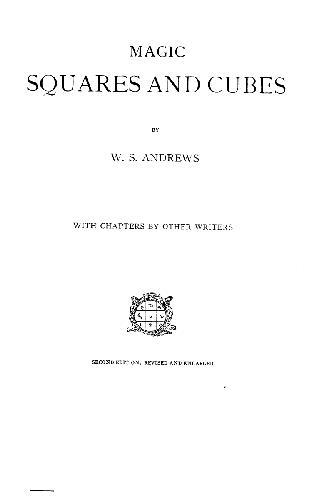 MAGIC
SQUARES AND CUBES
BY
W. S. ANDREWS
WITH CHAPTERS BY OTHER WRITERS
SECOND EDITION, REVISED AND ENLARGED